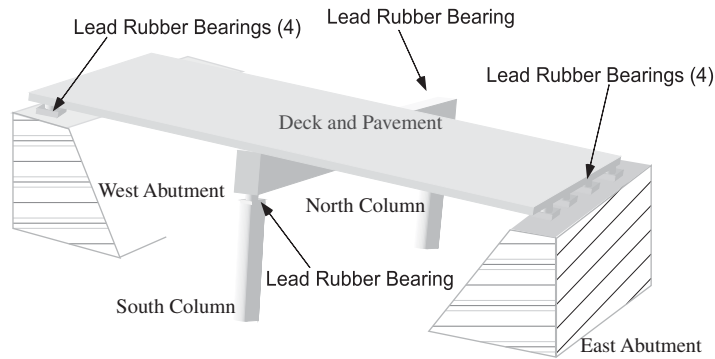 Lead Rubber Bearing
Lead Rubber Bearings (4)
Lead Rubber Bearings (4)
Deck and Pavement
West Abutment
North Column
Lead Rubber Bearing
South Column
East Abutment